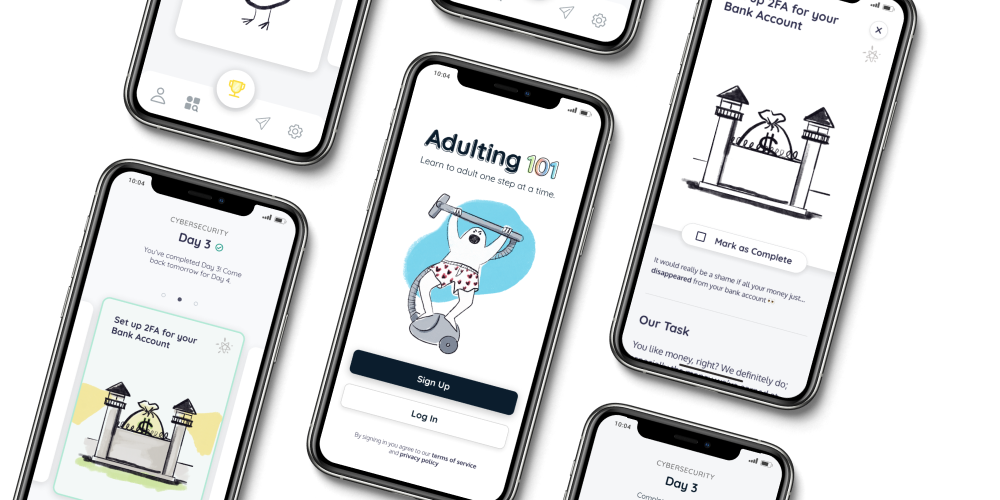 10:04
CYBERSECURITY
Day 3
You've completed Day 3! Come
back tomorrow for Day 4.
Set up 2FA for your
Bank Account
$
10:04
Adulting 101
Learn to adult one step at a time.
Sign Up
Log In
By signing in you agree to our terms of service
and privacy policy
up 2FA for your
Bank Account
$
Mark as Complete
It would really be a shame if all your money just...
disappeared from your bank account 👀
Our Task
You like money, right? We definitely do;
10:04
CYBERSECURITY
Day 3